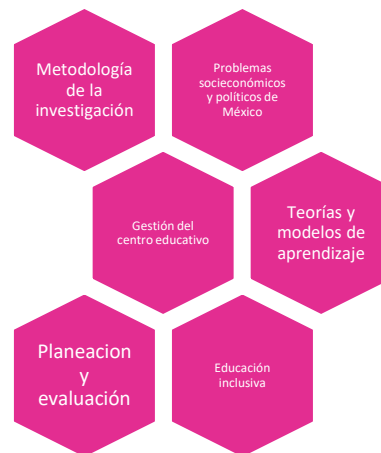 Metodología
de la
investigación
Problemas
socieconómicos
y políticos de
México
Gestión del
centro educativo
Teorías y
modelos de
aprendizaje
Planeacion
y
evaluación
Educación
inclusiva